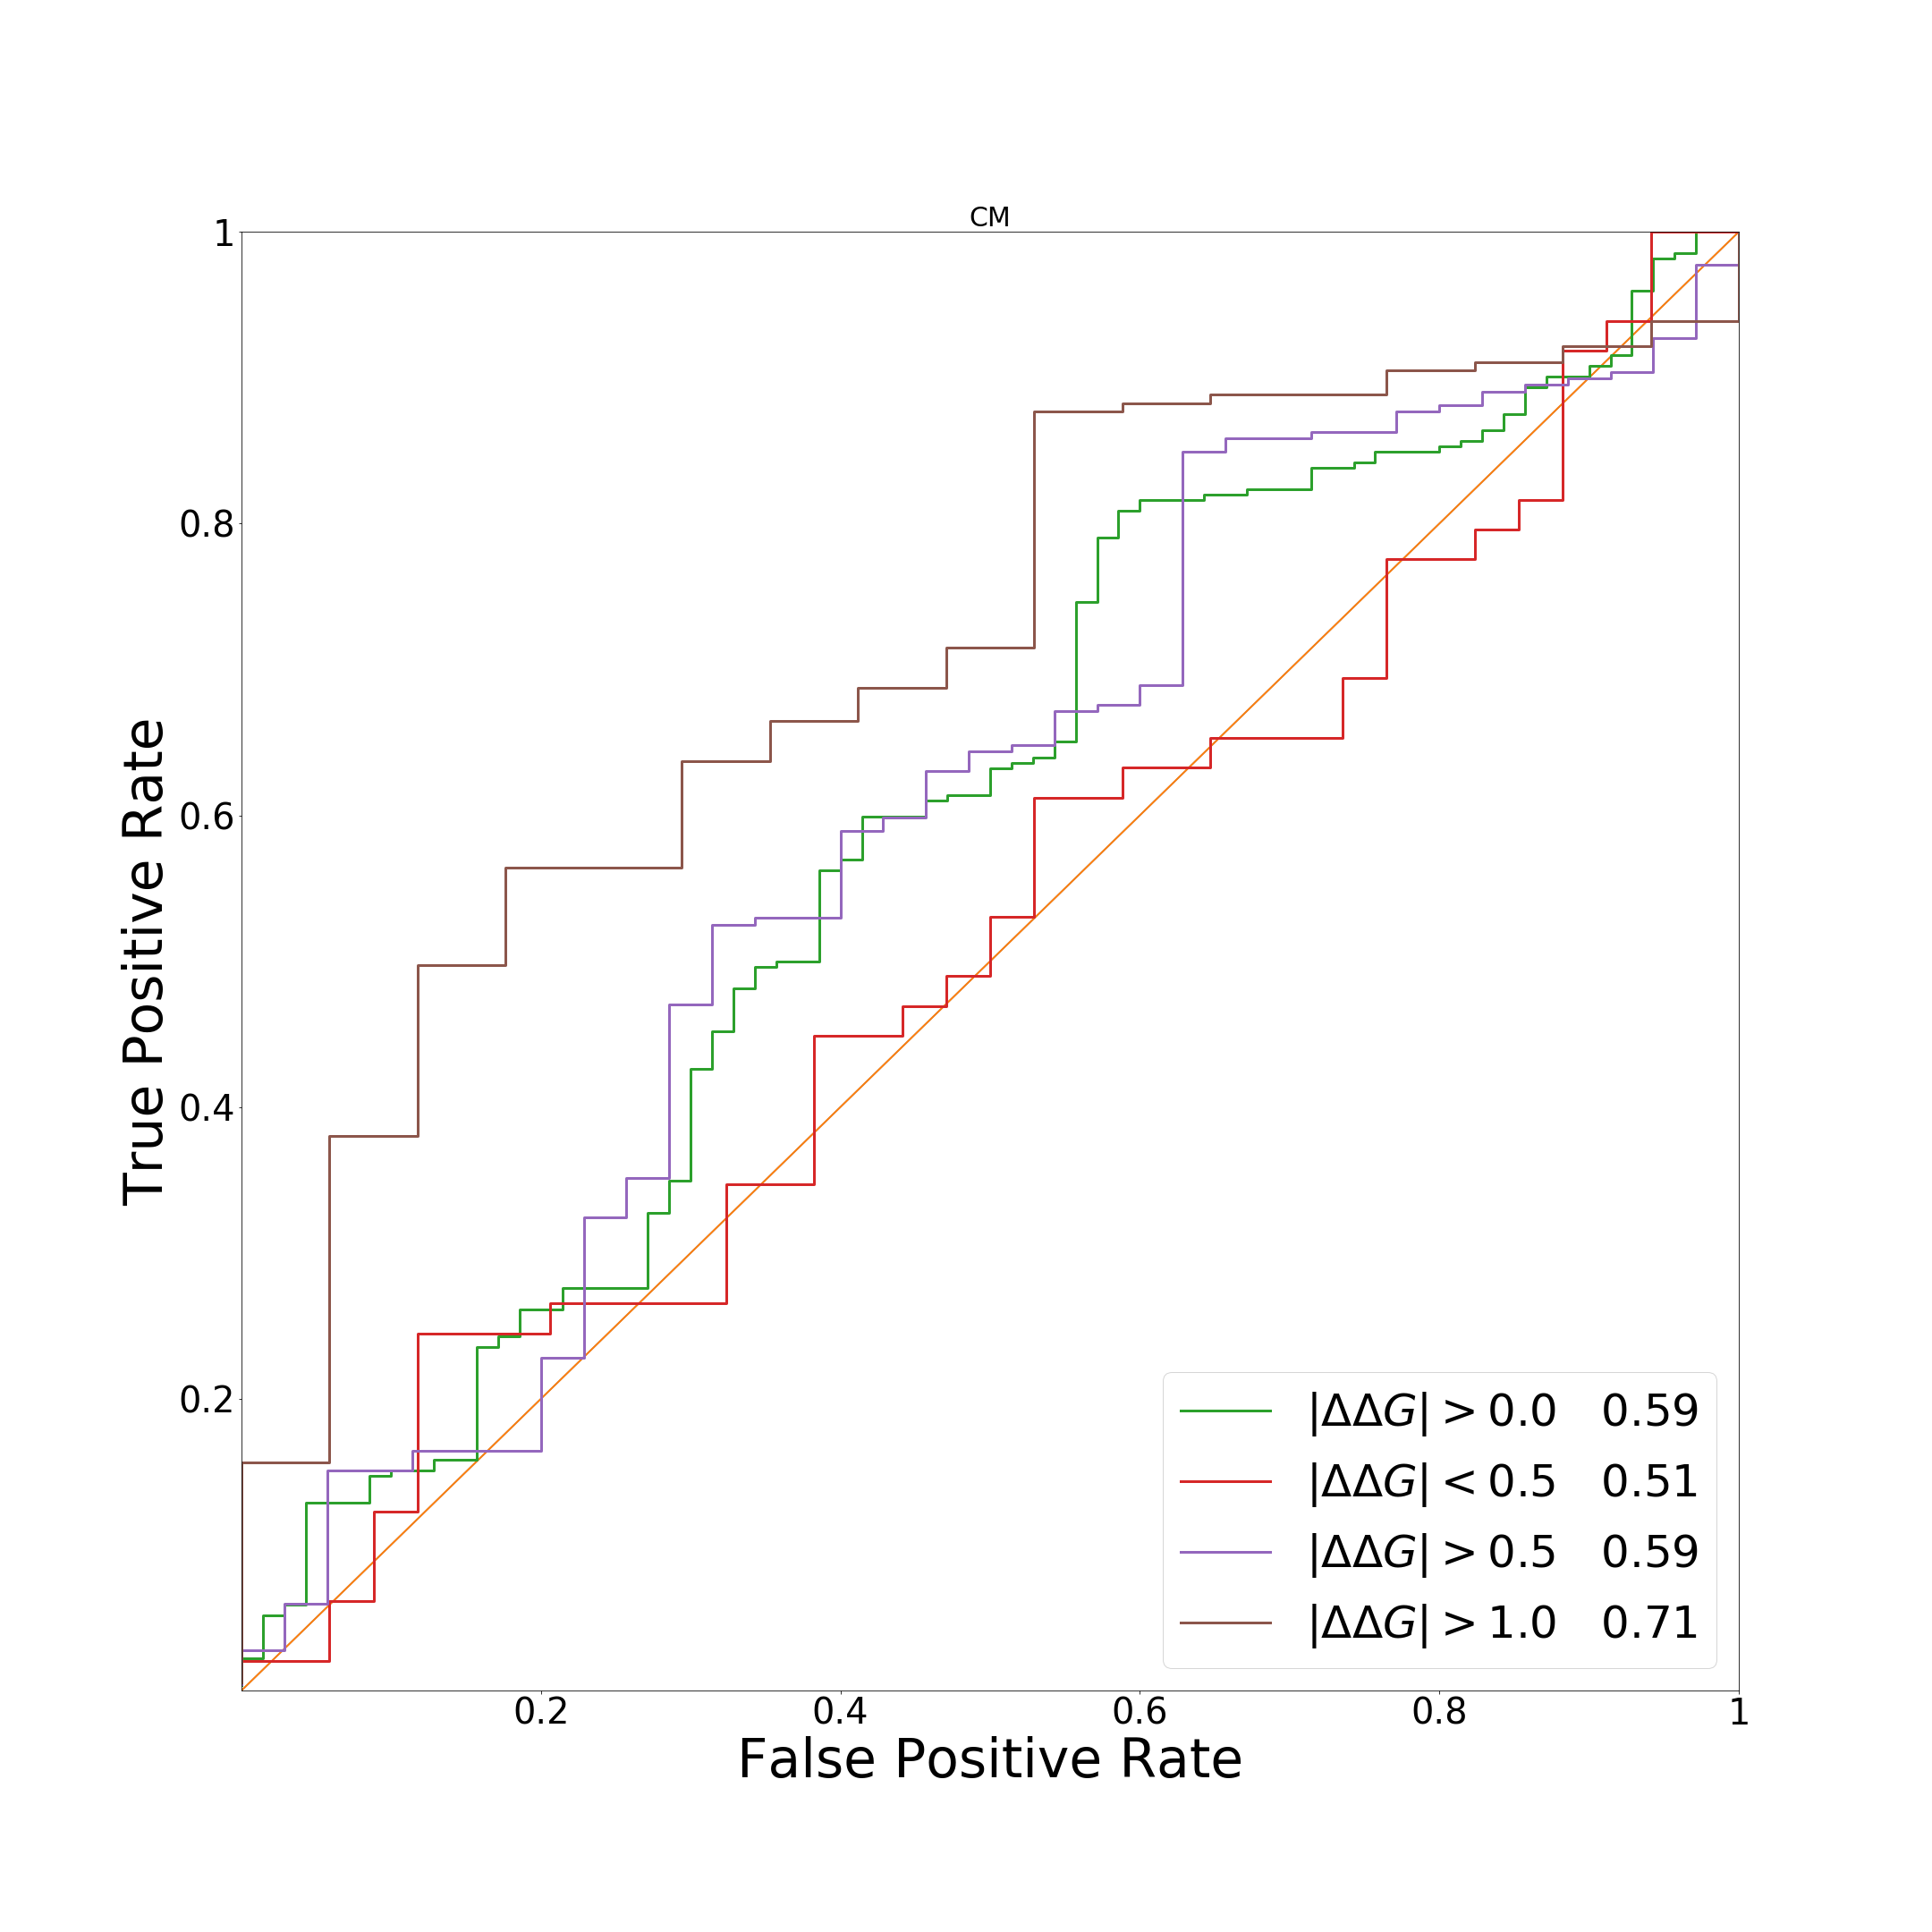 CM
1
0.8
0.6
0.4
0.2
True Positive Rate
0.2 0.4 0.6 0.8 1
False Positive Rate
|ΔΔG| > 0.0 0.59
|ΔΔG| < 0.5 0.51
|ΔΔG| > 0.5 0.59
|ΔΔG| > 1.0 0.71